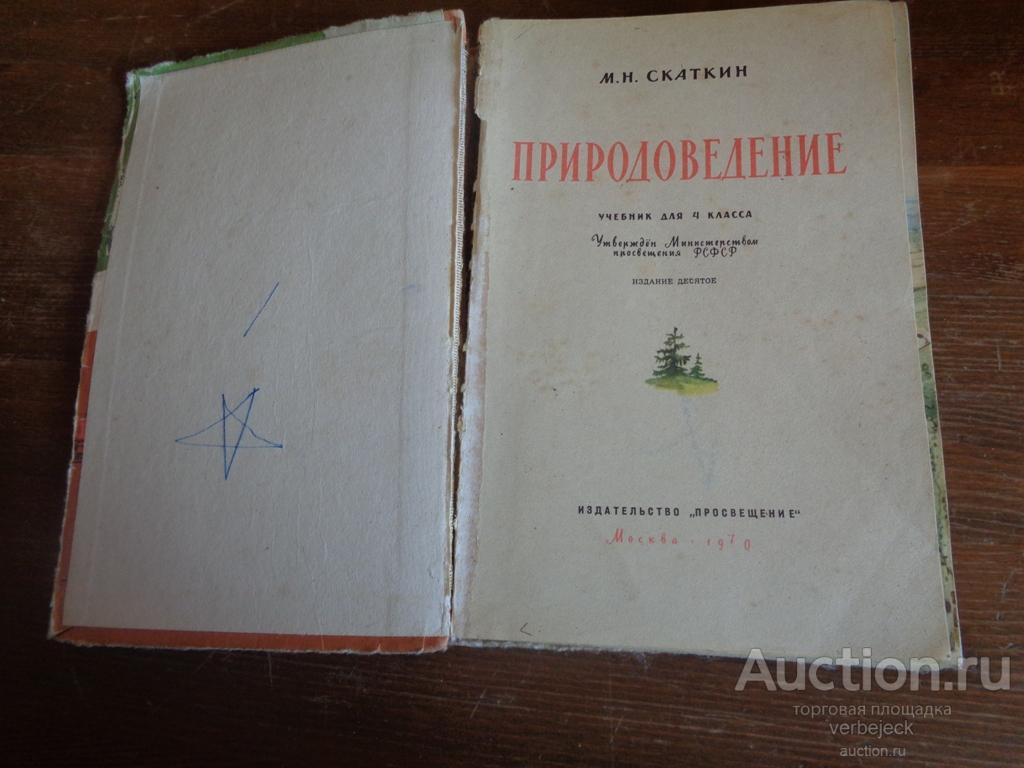 М.Н. СКАТКИН
ПРИРОДОВЕДЕНИЕ
УЧЕБНИК ДЛЯ 4 КЛАССА
Утверждён Министерством
просвещения РСФСР
ИЗДАНИЕ ДЕСЯТОЕ
ИЗДАТЕЛЬСТВО „ПРОСВЕЩЕНИЕ“
Москва · 1970
Auction.ru
торговая площадка
verbejeck
auction.ru